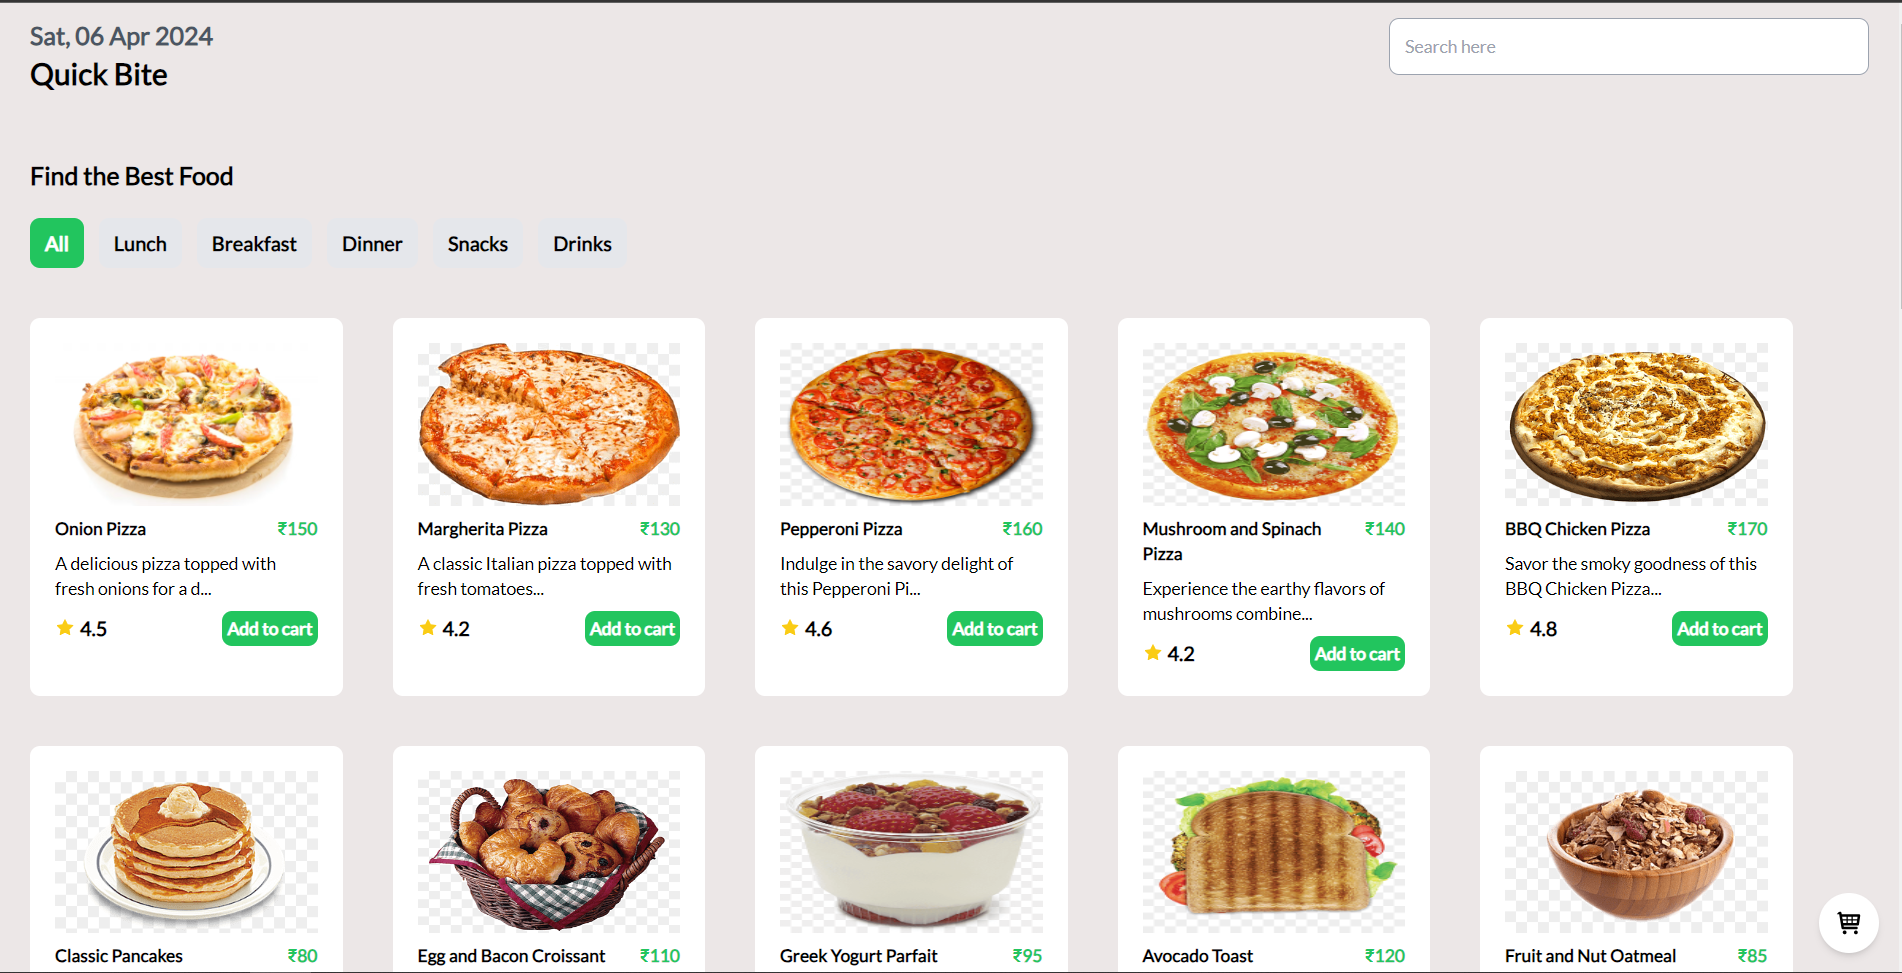 Sat, 06 Apr 2024
Quick Bite
Search here
Find the Best Food
All
Lunch
Breakfast
Dinner
Snacks
Drinks
Onion Pizza
₹150
A delicious pizza topped with
fresh onions for a d...
4.5
Add to cart
Margherita Pizza
₹130
A classic Italian pizza topped with
fresh tomatoes...
4.2
Add to cart
Pepperoni Pizza
₹160
Indulge in the savory delight of
this Pepperoni Pi...
4.6
Add to cart
Mushroom and Spinach
Pizza
₹140
Experience the earthy flavors of
mushrooms combine...
4.2
Add to cart
BBQ Chicken Pizza
₹170
Savor the smoky goodness of this
BBQ Chicken Pizza...
4.8
Add to cart
Classic Pancakes
₹80
Egg and Bacon Croissant
₹110
Greek Yogurt Parfait
₹95
Avocado Toast
₹120
Fruit and Nut Oatmeal
₹85